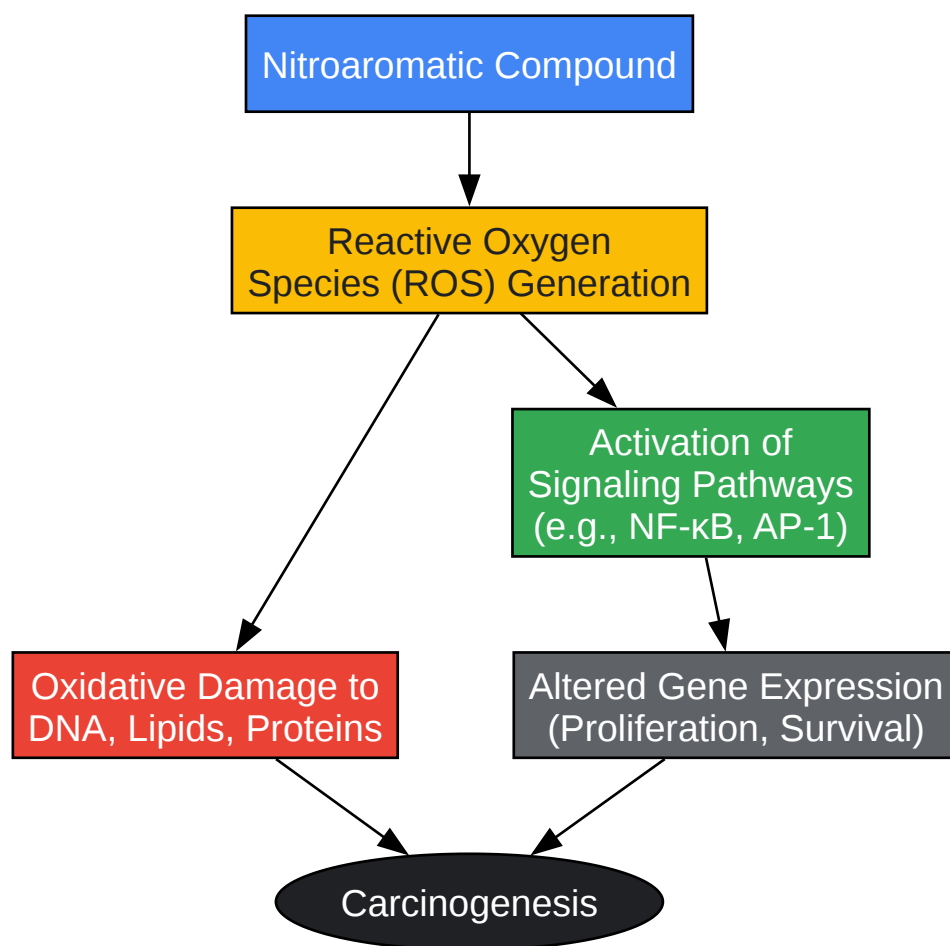 Nitroaromatic Compound
Reactive Oxygen
Species (ROS) Generation
Activation of
Signaling Pathways
(e.g., NF-κB, AP-1)
Oxidative Damage to
DNA, Lipids, Proteins
Altered Gene Expression
(Proliferation, Survival)
Carcinogenesis